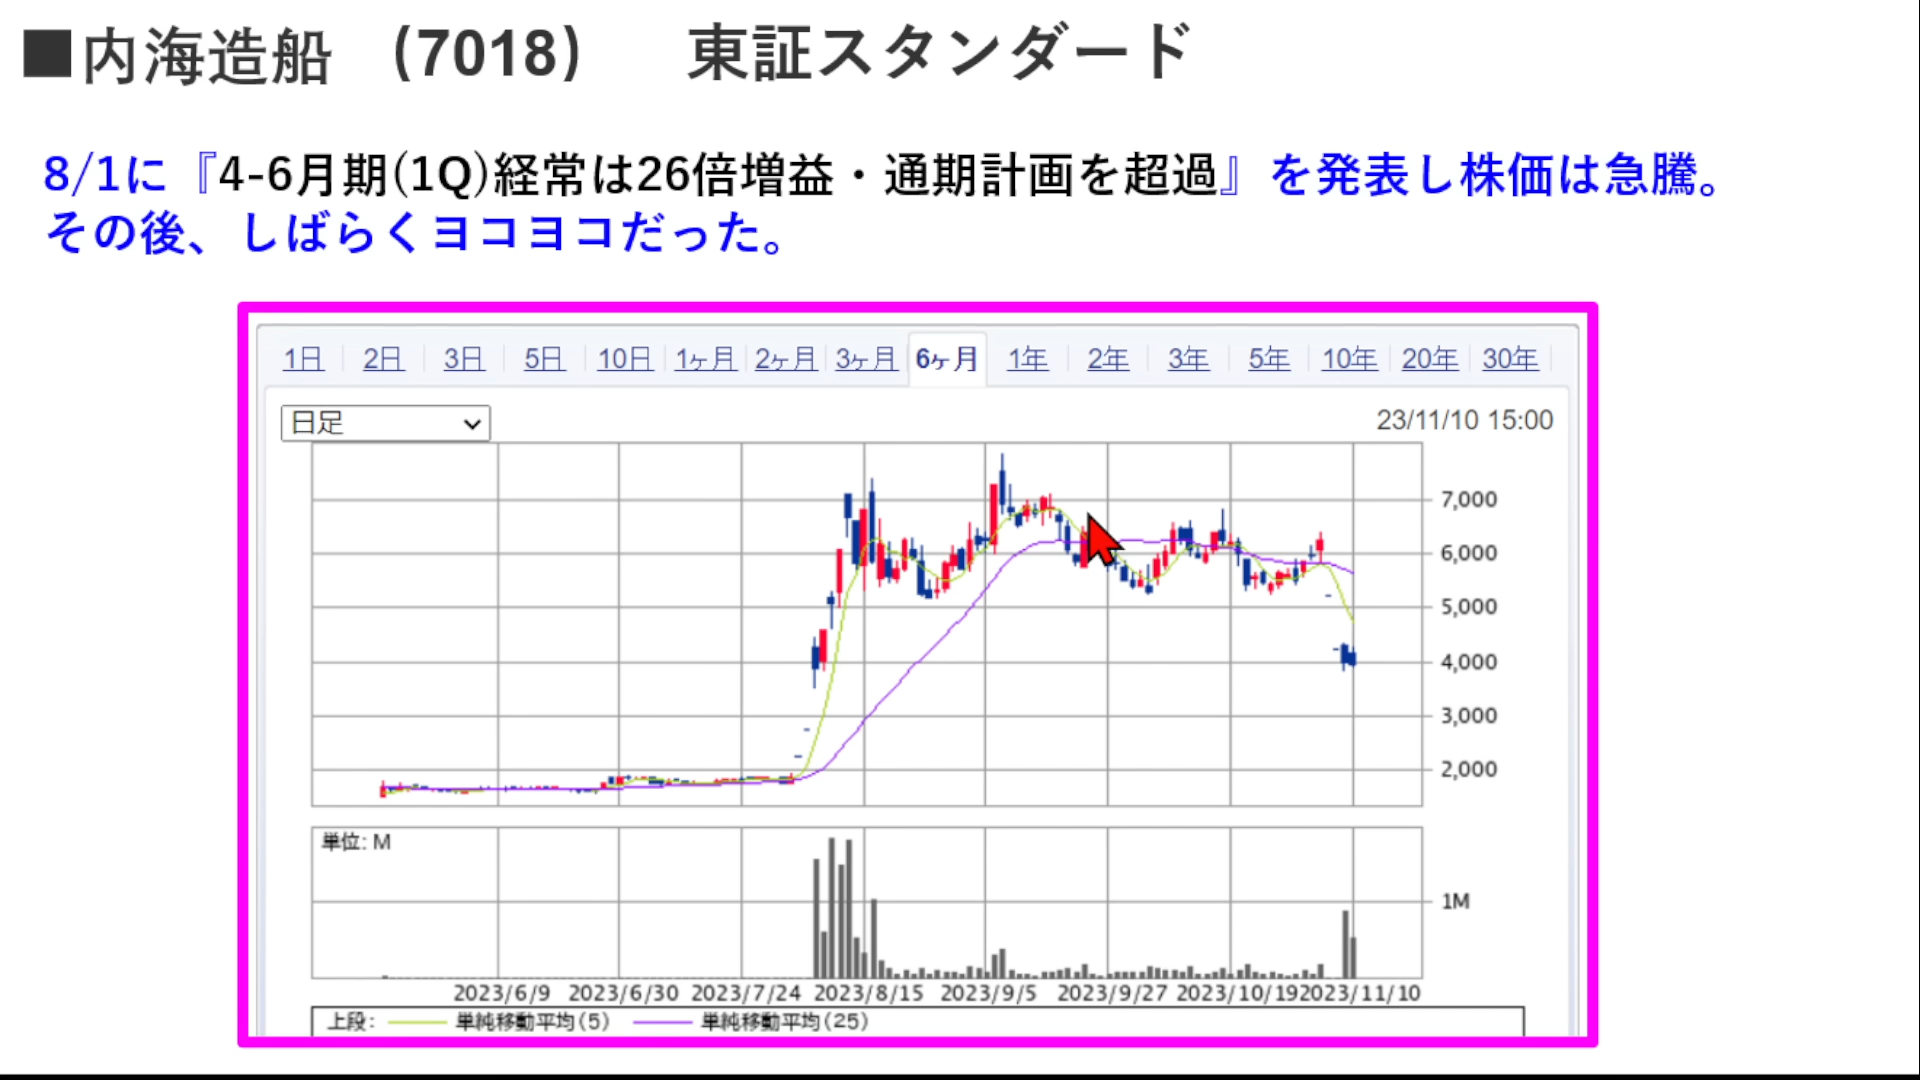 ■内海造船 （7018） 東証スタンダード
8/1に『4-6月期(1Q)経常は26倍増益・通期計画を超過』を発表し株価は急騰。
その後、しばらくヨコヨコだった。
1日 2日 3日 5日 10日 1ヶ月 2ヶ月 3ヶ月 6ヶ月 1年 2年 3年 5年 10年 20年 30年
日足 23/11/10 15:00
7,000
6,000
5,000
4,000
3,000
2,000
単位: M
1M
2023/6/9 2023/6/30 2023/7/24 2023/8/15 2023/9/5 2023/9/27 2023/10/19 2023/11/10
上段: 単純移動平均(5) 単純移動平均(25)